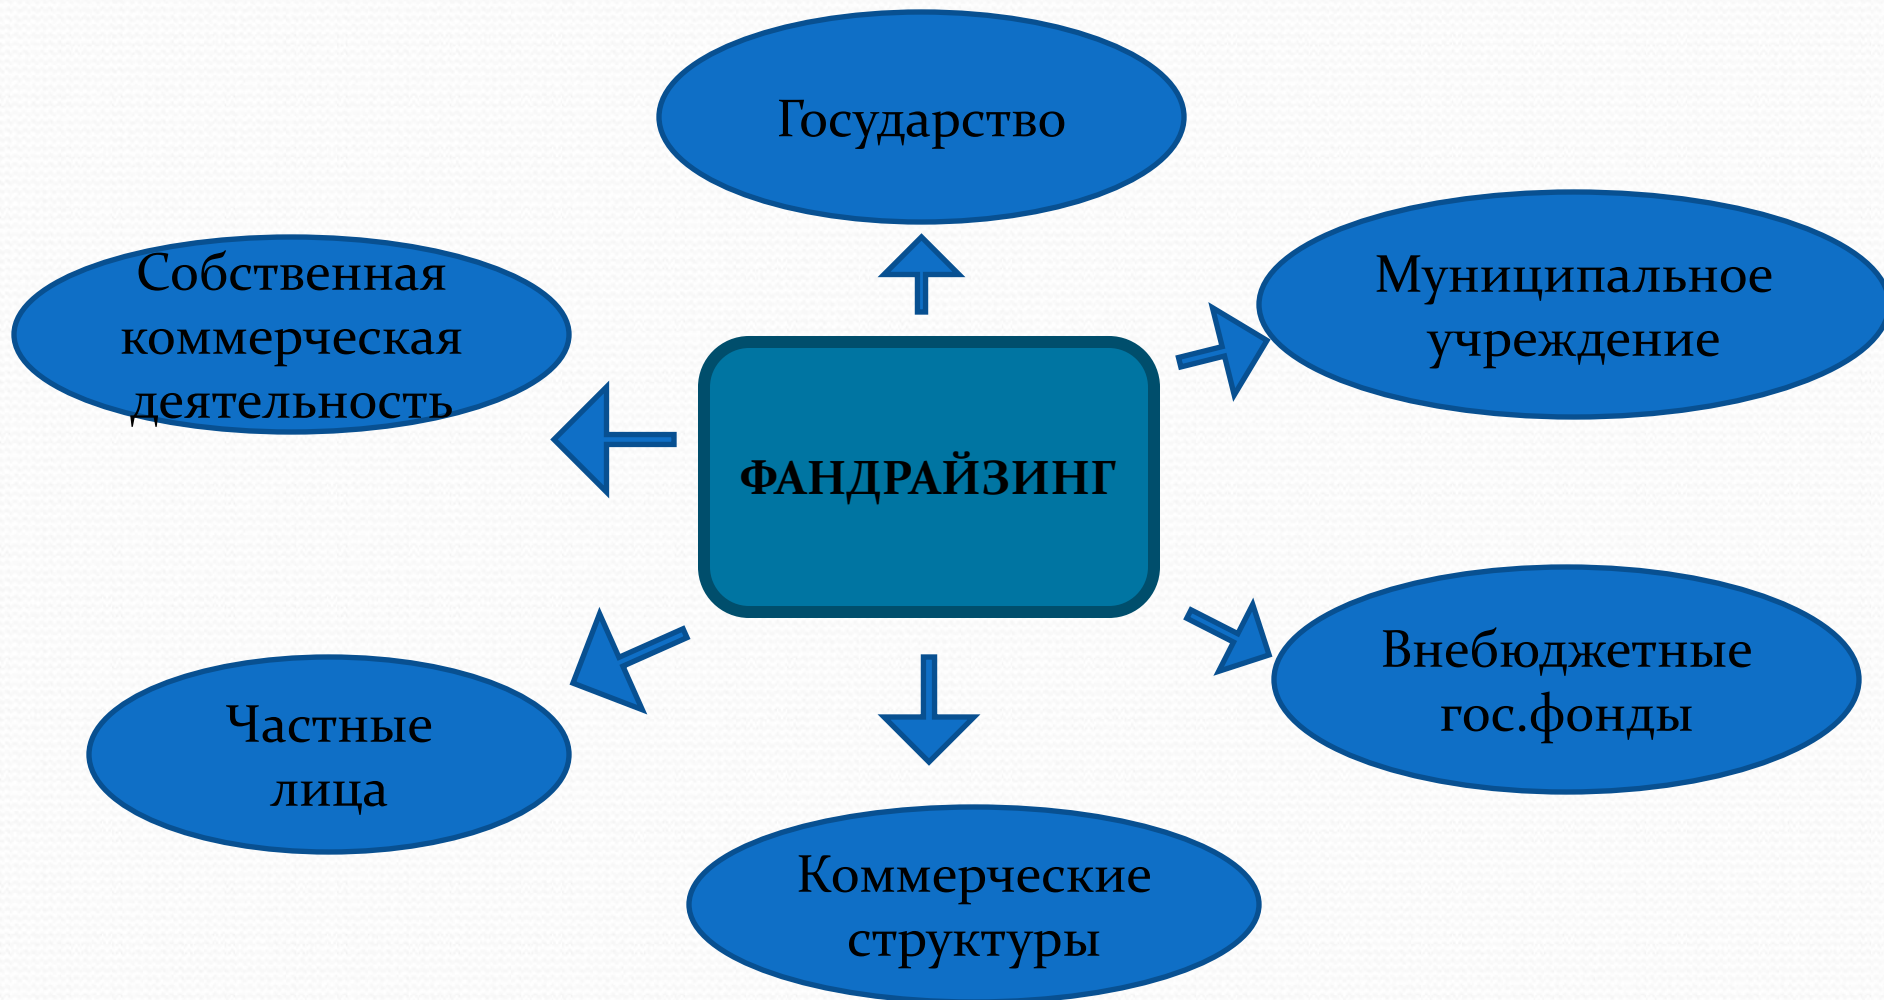 Государство
Собственная
коммерческая
деятельность
Муниципальное
учреждение
ФАНДРАЙЗИНГ
Частные
лица
Внебюджетные
гос.фонды
Коммерческие
структуры